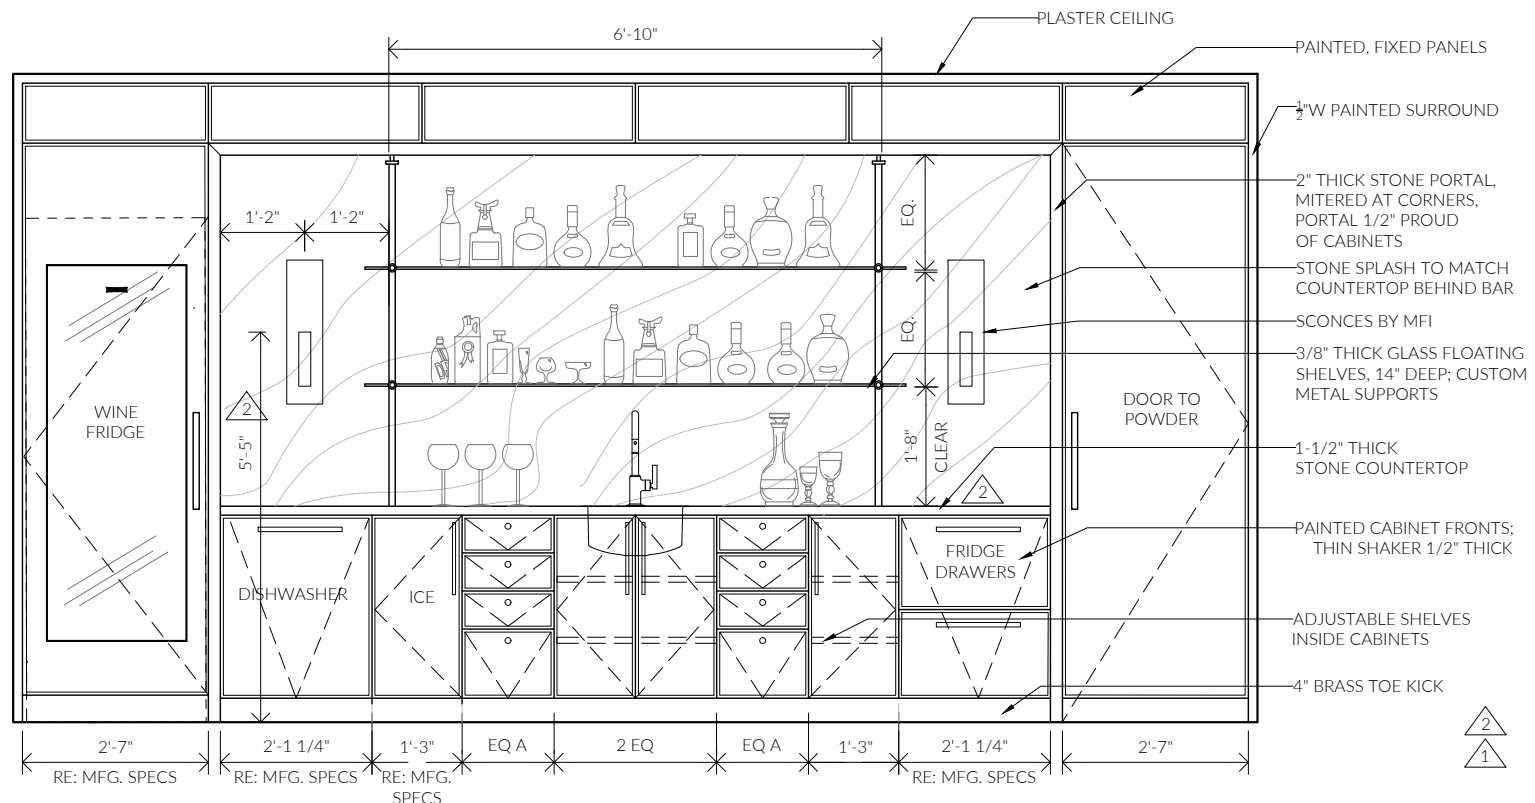 PLASTER CEILING
6'-10"
PAINTED, FIXED PANELS
1/2"W PAINTED SURROUND
2" THICK STONE PORTAL,
MITERED AT CORNERS,
PORTAL 1/2" PROUD
OF CABINETS
1'-2"
1'-2"
EQ.
STONE SPLASH TO MATCH
COUNTERTOP BEHIND BAR
SCONCES BY MFI
EQ.
3/8" THICK GLASS FLOATING
SHELVES, 14" DEEP; CUSTOM
METAL SUPPORTS
WINE
FRIDGE
2
5'-5"
DOOR TO
POWDER
1'-8"
CLEAR
1-1/2" THICK
STONE COUNTERTOP
2
PAINTED CABINET FRONTS;
THIN SHAKER 1/2" THICK
FRIDGE
DRAWERS
DISHWASHER
ICE
ADJUSTABLE SHELVES
INSIDE CABINETS
4" BRASS TOE KICK
2
1
2'-7"
2'-1 1/4"
1'-3"
EQ A
2 EQ
EQ A
1'-3"
2'-1 1/4"
2'-7"
RE: MFG. SPECS
RE: MFG. SPECS
RE: MFG.
SPECS
RE: MFG. SPECS